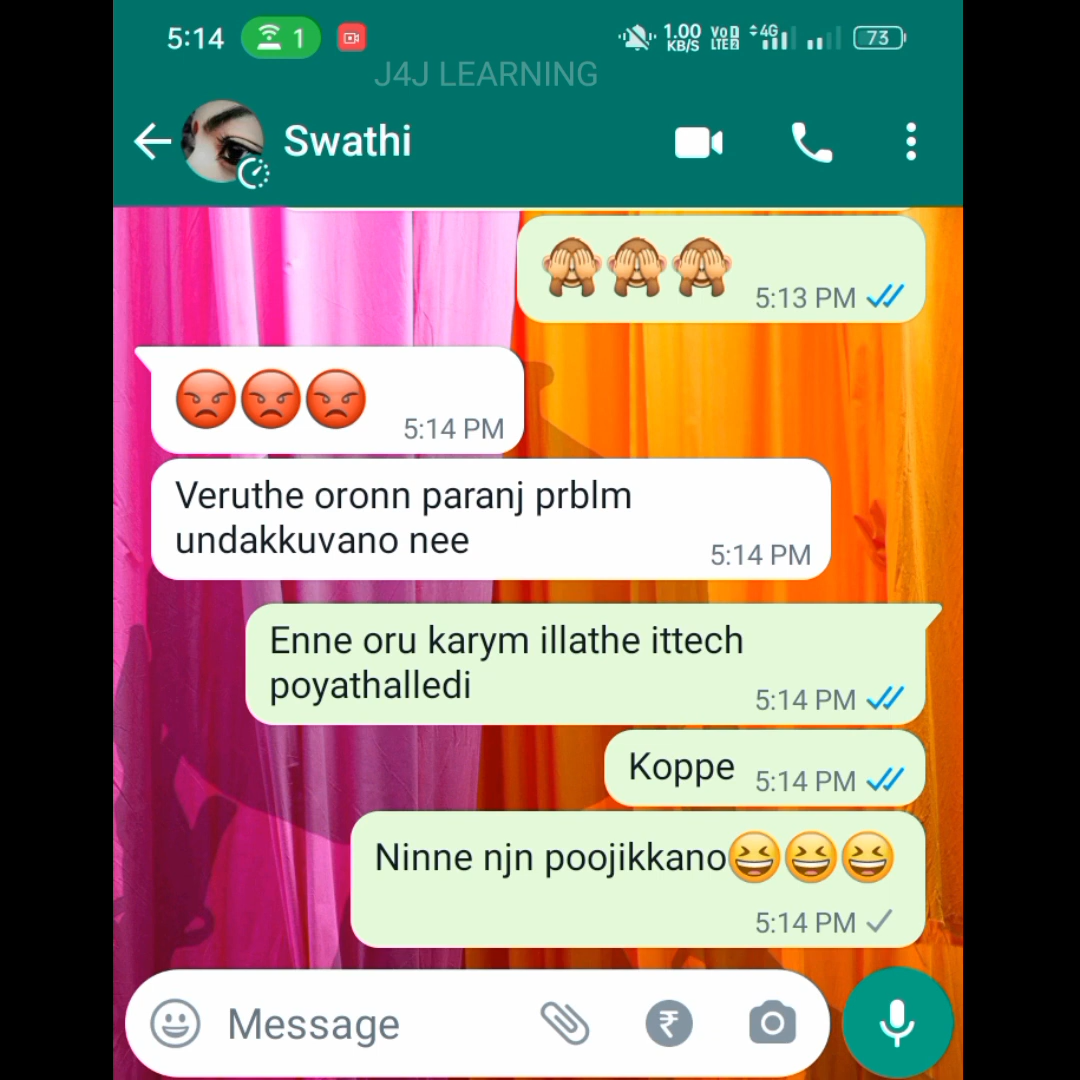 5:14 1 1.00 KB/S VoD LTE2 4G 73
J4J LEARNING
Swathi
🙈🙈🙈 5:13 PM
😡😡😡 5:14 PM
Veruthe oronn paranj prblm
undakkuvano nee 5:14 PM
Enne oru karym illathe ittech
poyathalledi 5:14 PM
Koppe 5:14 PM
Ninne njn poojikkano😆😆😆
5:14 PM
Message ₹